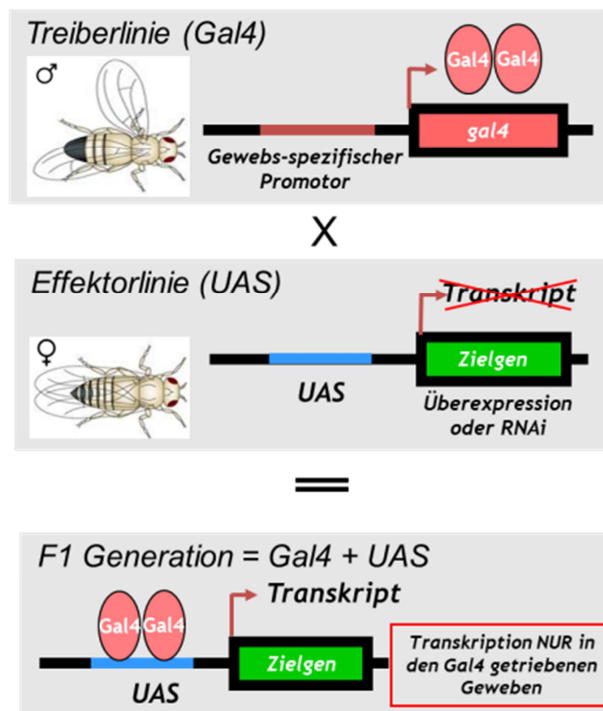 Treiberlinie (Gal4)
♂
Gal4 Gal4
gal4
Gewebs-spezifischer
Promotor
X
Effektorlinie (UAS)
♀
Transkript
Zielgen
UAS
Überexpression
oder RNAi
=
F1 Generation = Gal4 + UAS
Gal4 Gal4
Transkript
Zielgen
UAS
Transkription NUR in
den Gal4 getriebenen
Geweben